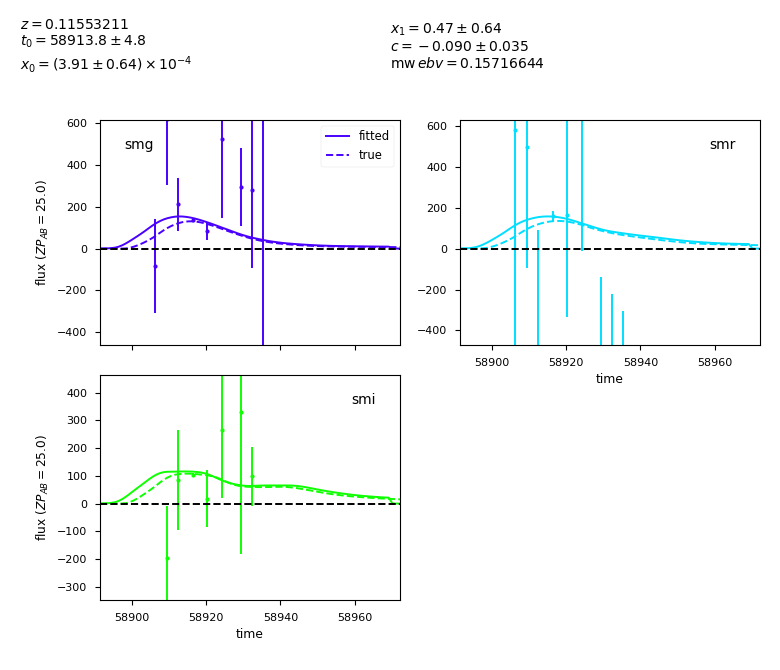 z = 0.11553211
t₀ = 58913.8 ± 4.8
x₀ = (3.91 ± 0.64) × 10⁻⁴
x₁ = 0.47 ± 0.64
c = −0.090 ± 0.035
mw ebv = 0.15716644
600
400
200
0
−200
−400
flux (ZP_AB = 25.0)
smg
fitted
true
600
400
200
0
−200
−400
smr
58900
58920
58940
58960
time
400
300
200
100
0
−100
−200
−300
flux (ZP_AB = 25.0)
smi
58900
58920
58940
58960
time